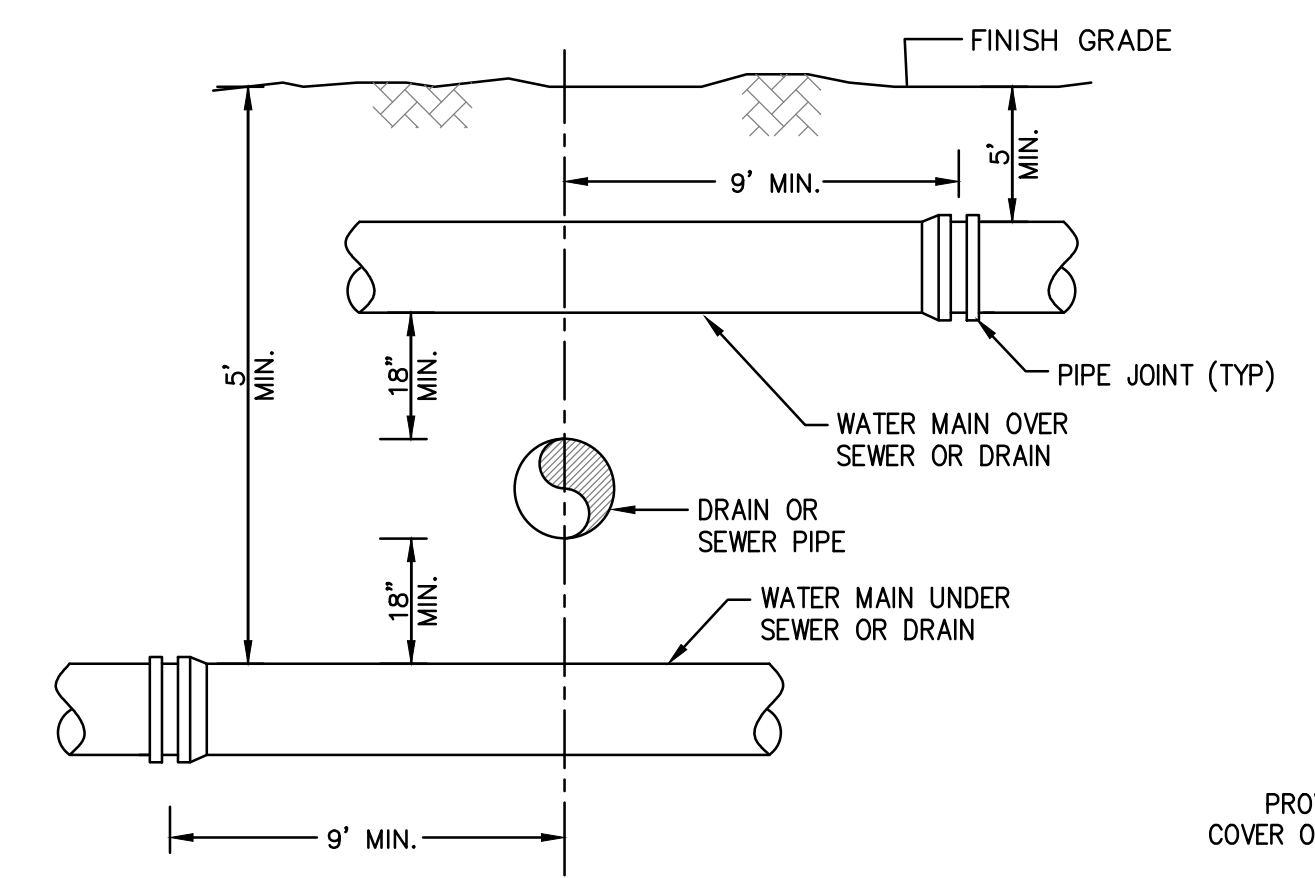 FINISH GRADE
5'
MIN.
9' MIN.
5'
MIN.
18"
MIN.
PIPE JOINT (TYP)
WATER MAIN OVER
SEWER OR DRAIN
DRAIN OR
SEWER PIPE
18"
MIN.
WATER MAIN UNDER
SEWER OR DRAIN
9' MIN.
COVER